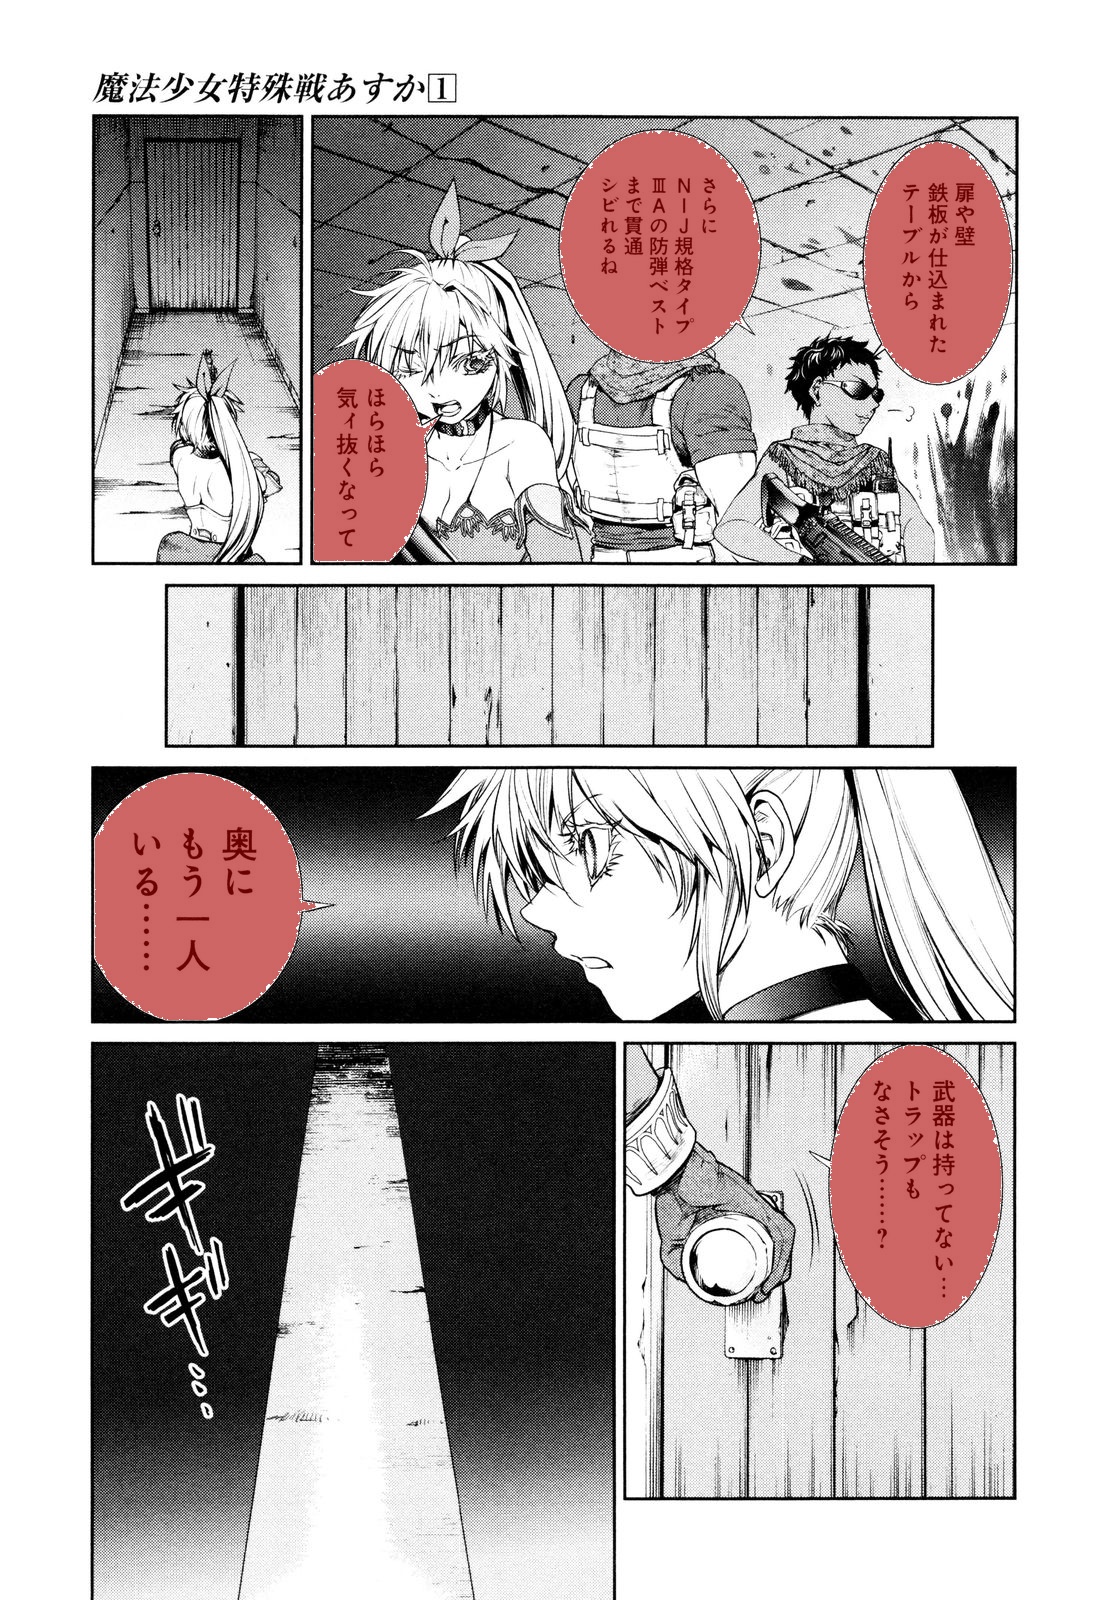 魔法少女特殊戦あすか1
扉や壁
鉄板が仕込まれた
テーブルから
さらに
NIJ規格タイプ
ⅢAの防弾ベスト
まで貫通
シビれるね
ほらほら
気ィ抜くなって
奥に
もう一人
いる……
武器は持ってない…
トラップも
なさそう……?
ギギ…